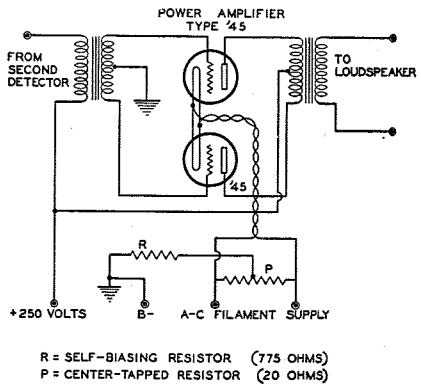 POWER AMPLIFIER
TYPE '45
FROM
SECOND
DETECTOR
TO
LOUDSPEAKER
'45
R
P
+250 VOLTS
B-
A-C FILAMENT SUPPLY
R = SELF-BIASING RESISTOR (775 OHMS)
P = CENTER-TAPPED RESISTOR (20 OHMS)